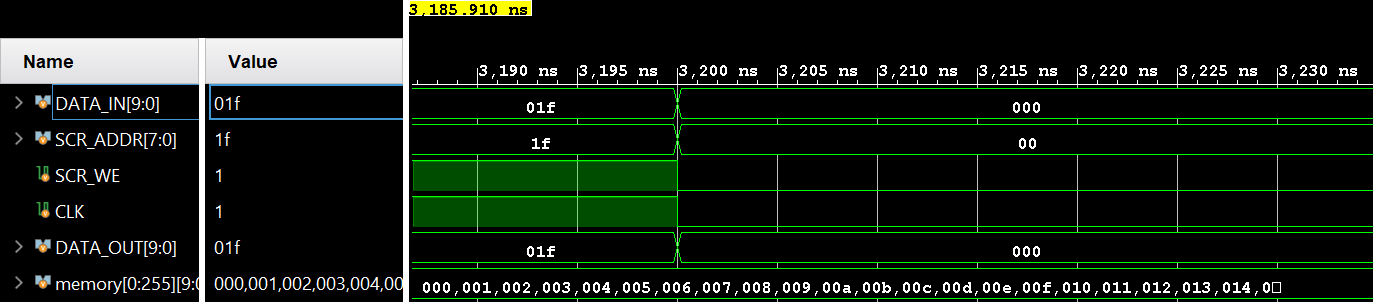 3,185.910 ns
Name Value
3,190 ns 3,195 ns 3,200 ns 3,205 ns 3,210 ns 3,215 ns 3,220 ns 3,225 ns 3,230 ns
DATA_IN[9:0] 01f 01f 000
SCR_ADDR[7:0] 1f 1f 00
SCR_WE 1
CLK 1
DATA_OUT[9:0] 01f 01f 000
memory[0:255][9:0 000,001,002,003,004,00 000,001,002,003,004,005,006,007,008,009,00a,00b,00c,00d,00e,00f,010,011,012,013,014,0□